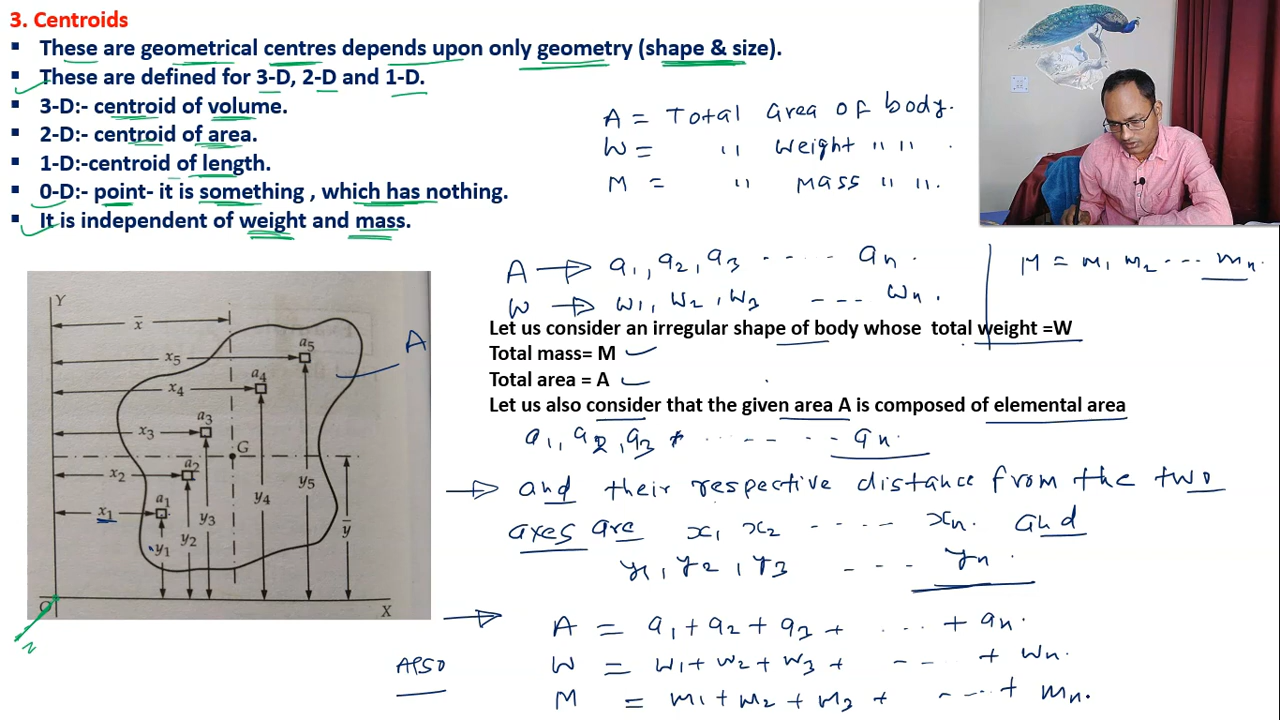 3. Centroids
▪ These are geometrical centres depends upon only geometry (shape & size).
▪ These are defined for 3-D, 2-D and 1-D.
▪ 3-D:- centroid of volume.
▪ 2-D:- centroid of area.
▪ 1-D:-centroid of length.
▪ 0-D:- point- it is something , which has nothing.
▪ It is independent of weight and mass.
A = Total area of body.
W = '' weight '' '' .
M = '' mass '' ''.
A → a1, a2, a3 ..... an.
W → w1, w2, w3 --- wn.
M = m1 m2 --- mn.
Let us consider an irregular shape of body whose total weight =W
Total mass= M
Total area = A
Let us also consider that the given area A is composed of elemental area
a1, a2, a3 ...... an.
→ and their respective distance from the two
axes are x1 x2 ..... xn. and
y1, y2, y3 --- yn.
→ A = a1 + a2 + a3 + .... + an.
Also W = w1 + w2 + w3 + ---- + wn.
M = m1 + m2 + m3 + ---- + mn.
Y
x̄
A
a5
x5
a4
x4
a3
x3
G
a2
x2
y5
y4
a1
x1
y3
ȳ
y2
y1
O
X
Z